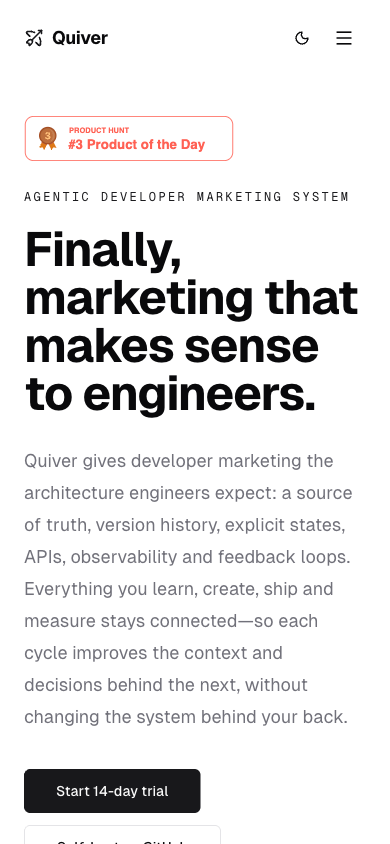 Quiver
3
PRODUCT HUNT
#3 Product of the Day
AGENTIC DEVELOPER MARKETING SYSTEM
Finally,
marketing that
makes sense
to engineers.
Quiver gives developer marketing the
architecture engineers expect: a source
of truth, version history, explicit states,
APIs, observability and feedback loops.
Everything you learn, create, ship and
measure stays connected—so each
cycle improves the context and
decisions behind the next, without
changing the system behind your back.
Start 14-day trial